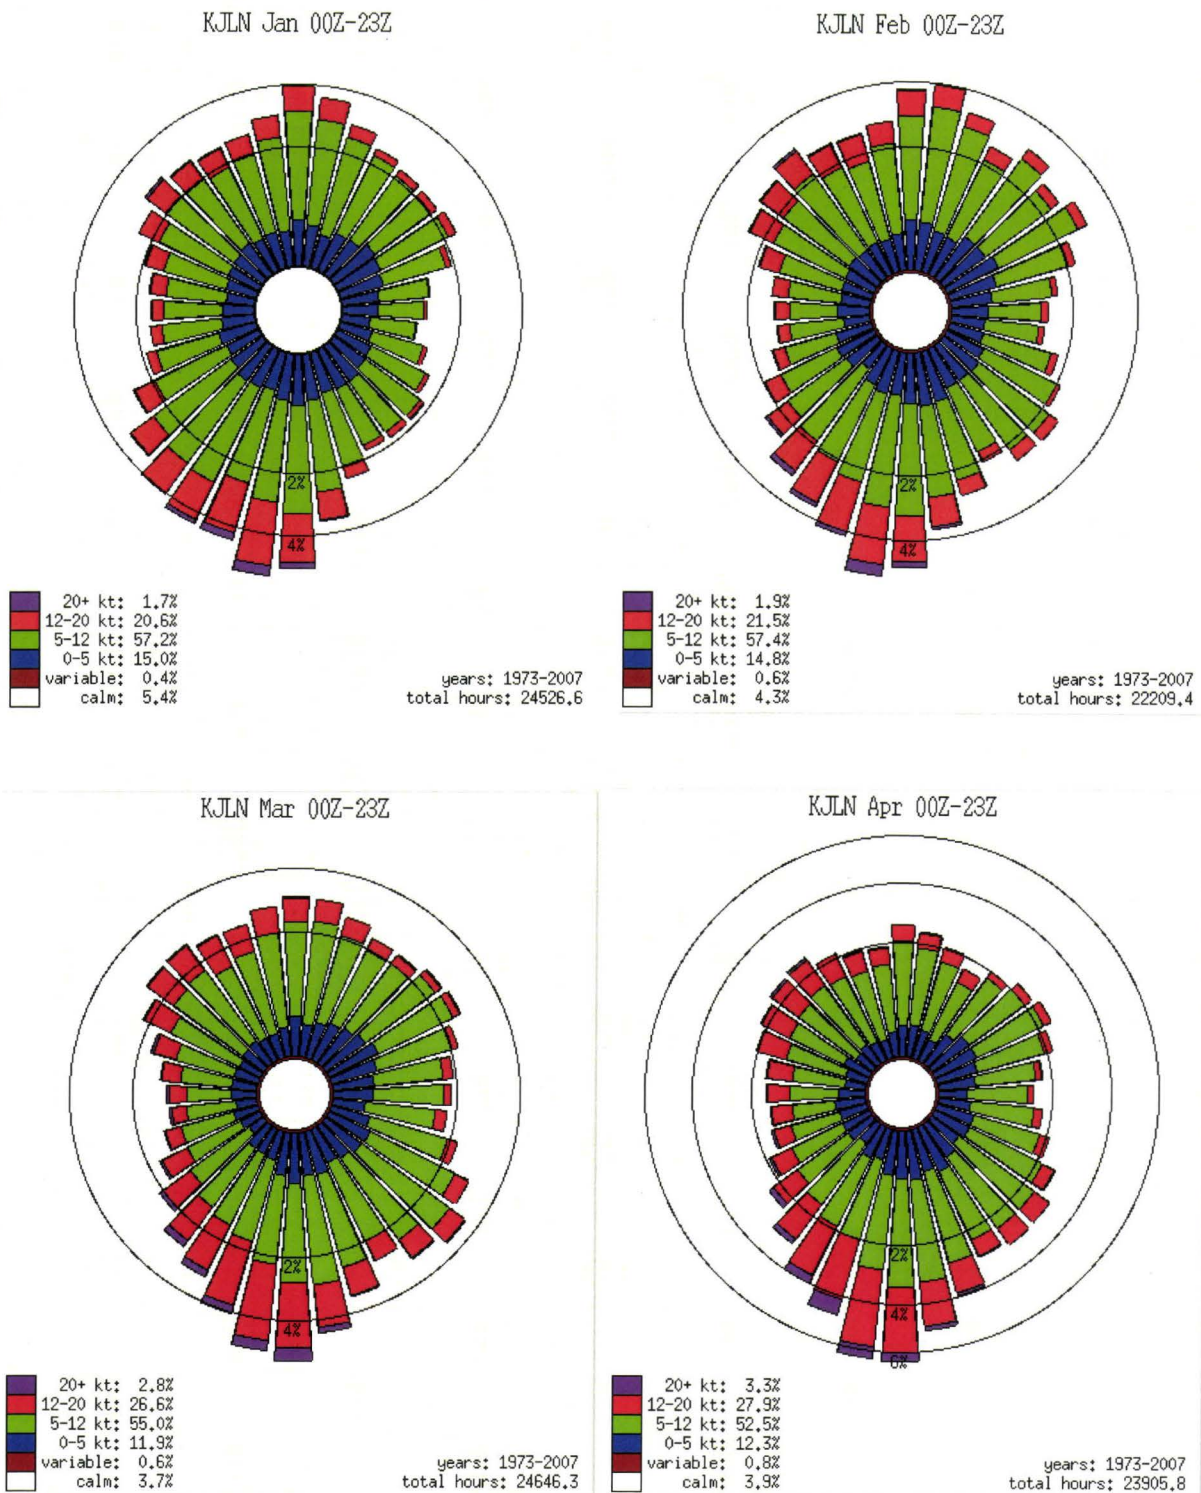 KJLN Jan 00Z-23Z
2%
4%
20+ kt: 1.7%
12-20 kt: 20.6%
5-12 kt: 57.2%
0-5 kt: 15.0%
variable: 0.4%
calm: 5.4%
years: 1973-2007
total hours: 24526.6
KJLN Feb 00Z-23Z
2%
4%
20+ kt: 1.9%
12-20 kt: 21.5%
5-12 kt: 57.4%
0-5 kt: 14.8%
variable: 0.6%
calm: 4.3%
years: 1973-2007
total hours: 22209.4
KJLN Mar 00Z-23Z
2%
4%
20+ kt: 2.8%
12-20 kt: 26.6%
5-12 kt: 55.0%
0-5 kt: 11.9%
variable: 0.6%
calm: 3.7%
years: 1973-2007
total hours: 24646.3
KJLN Apr 00Z-23Z
2%
4%
6%
20+ kt: 3.3%
12-20 kt: 27.9%
5-12 kt: 52.5%
0-5 kt: 12.3%
variable: 0.8%
calm: 3.9%
years: 1973-2007
total hours: 23905.8